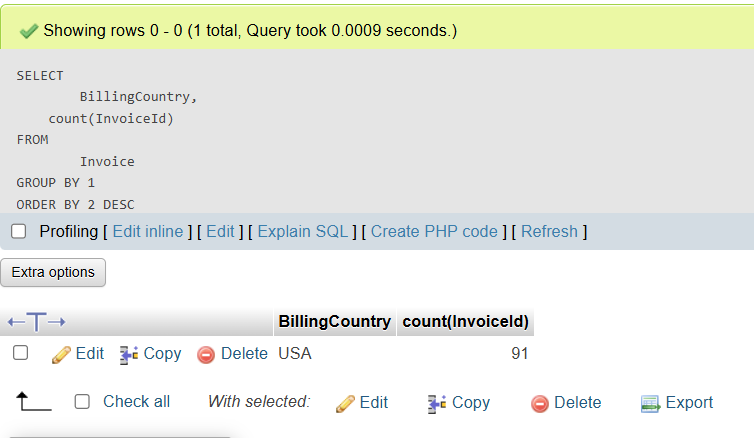 Showing rows 0 - 0 (1 total, Query took 0.0009 seconds.)
SELECT
BillingCountry,
count(InvoiceId)
FROM
Invoice
GROUP BY 1
ORDER BY 2 DESC
Profiling [ Edit inline ] [ Edit ] [ Explain SQL ] [ Create PHP code ] [ Refresh ]
Extra options
←T→ BillingCountry count(InvoiceId)
Edit Copy Delete USA 91
Check all With selected: Edit Copy Delete Export